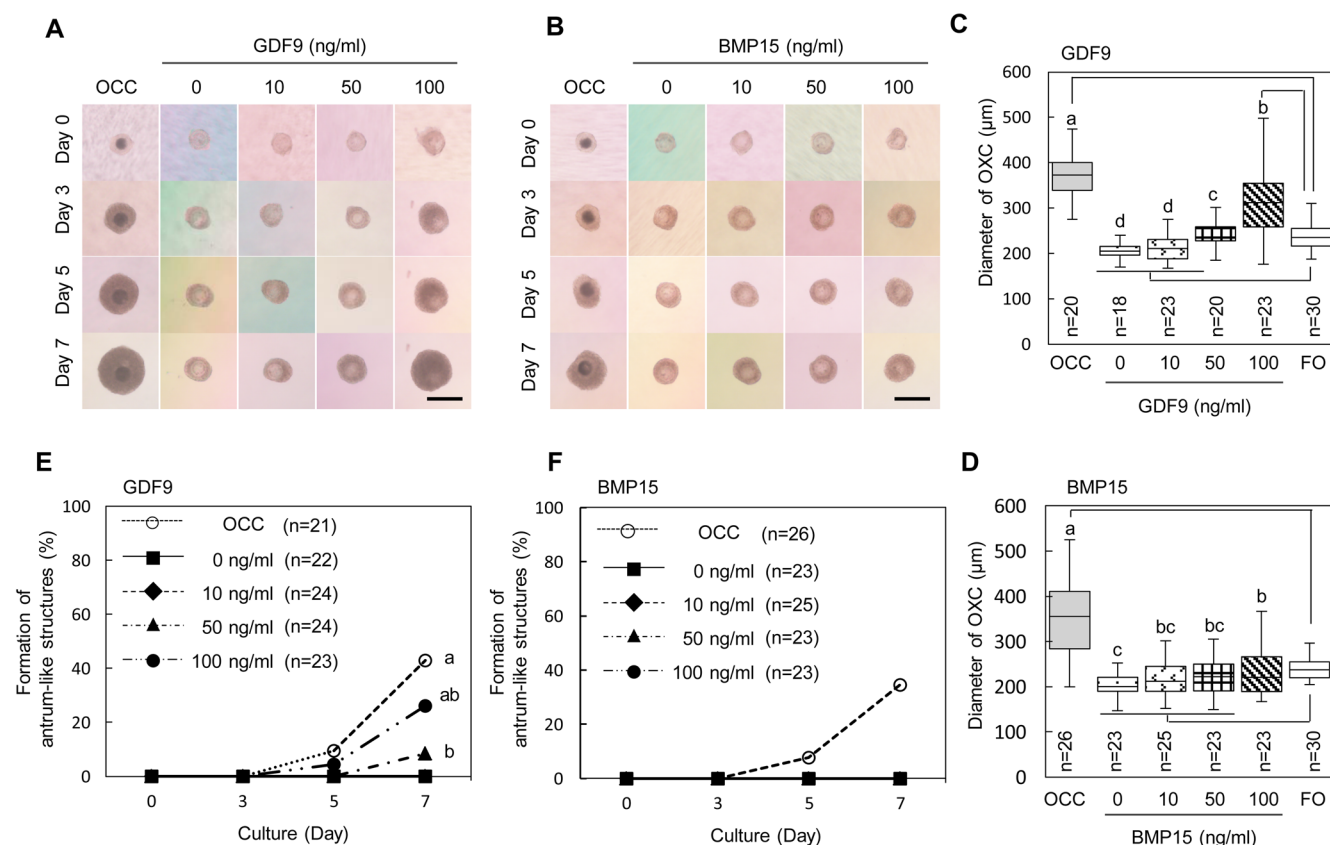 A
GDF9 (ng/ml)
OCC 0 10 50 100
Day 0
Day 3
Day 5
Day 7
B
BMP15 (ng/ml)
OCC 0 10 50 100
Day 0
Day 3
Day 5
Day 7
C
GDF9
Diameter of OXC (µm)
600
500
400
300
200
100
0
a
d
d
c
b
n=20 n=18 n=23 n=20 n=23 n=30
OCC 0 10 50 100 FO
GDF9 (ng/ml)
E
GDF9
Formation of
antrum-like structures (%)
100
80
60
40
20
0
OCC (n=21)
0 ng/ml (n=22)
10 ng/ml (n=24)
50 ng/ml (n=24)
100 ng/ml (n=23)
a
ab
b
0 3 5 7
Culture (Day)
F
BMP15
Formation of
antrum-like structures (%)
100
80
60
40
20
0
OCC (n=26)
0 ng/ml (n=23)
10 ng/ml (n=25)
50 ng/ml (n=23)
100 ng/ml (n=23)
0 3 5 7
Culture (Day)
D
BMP15
Diameter of OXC (µm)
600
500
400
300
200
100
0
a
c
bc
bc
b
n=26 n=23 n=25 n=23 n=23 n=30
OCC 0 10 50 100 FO
BMP15 (ng/ml)